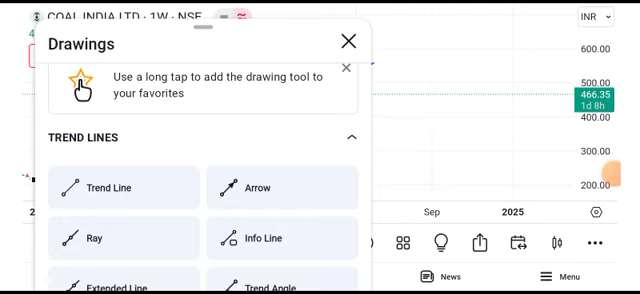 COAL INDIA LTD · 1W · NSE
INR
Drawings
Use a long tap to add the drawing tool to
your favorites
TREND LINES
Trend Line
Arrow
Ray
Info Line
Extended Line
Trend Angle
600.00
500.00
466.35
1d 8h
400.00
300.00
200.00
Sep
2025
News
Menu